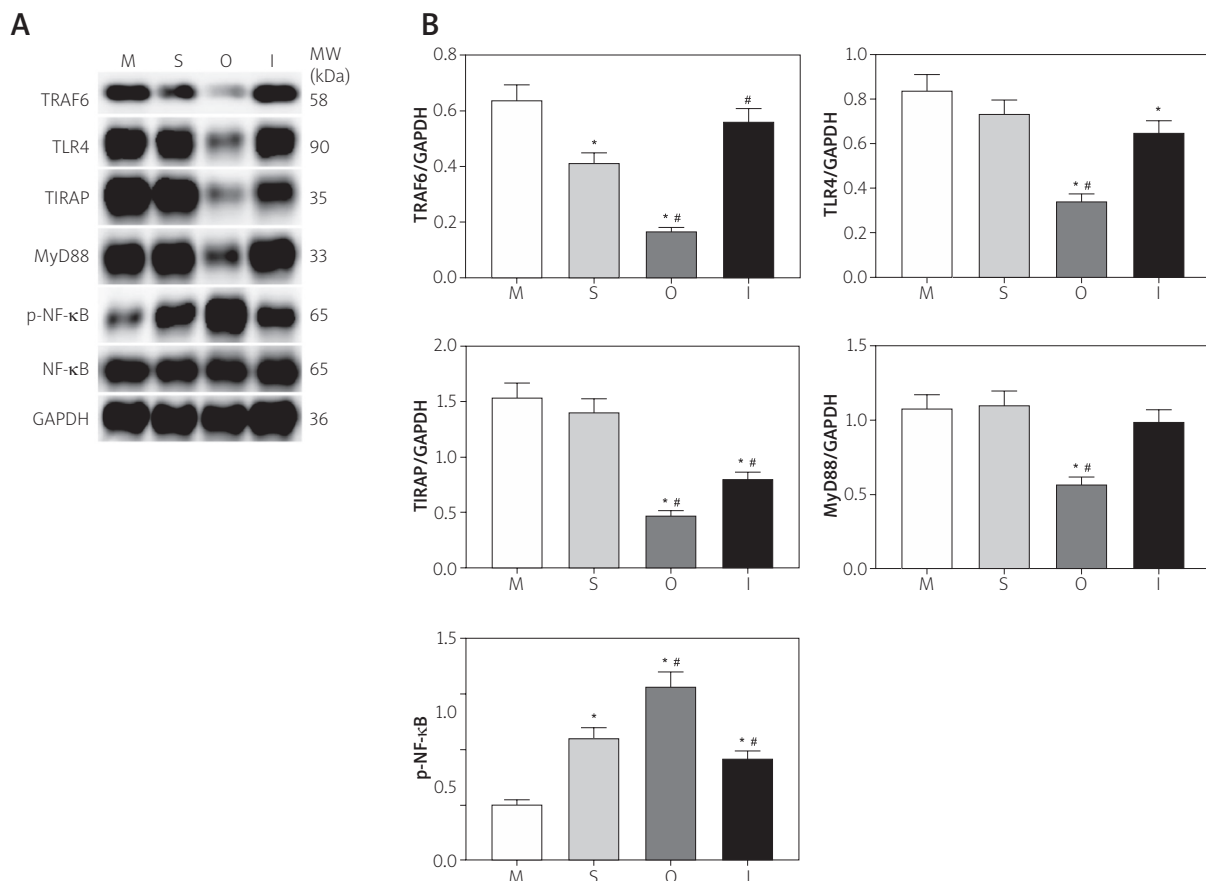 A
M S O I MW
(kDa)
TRAF6 58
TLR4 90
TIRAP 35
MyD88 33
p-NF-κB 65
NF-κB 65
GAPDH 36
B
TRAF6/GAPDH
0.8
0.6
0.4
0.2
0.0
*
* #
#
M S O I
TLR4/GAPDH
1.0
0.8
0.6
0.4
0.2
0.0
* #
*
M S O I
TIRAP/GAPDH
2.0
1.5
1.0
0.5
0.0
* #
* #
M S O I
MyD88/GAPDH
1.5
1.0
0.5
0.0
* #
M S O I
p-NF-κB
1.5
1.0
0.5
0.0
*
* #
* #
M S O I